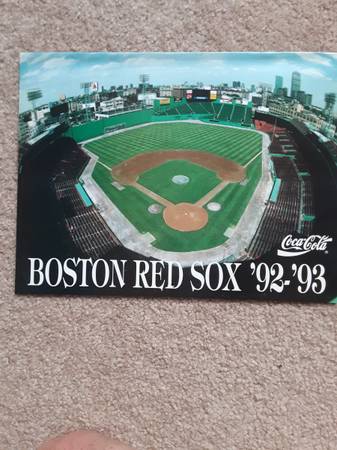 Coca-Cola
BOSTON RED SOX '92-'93